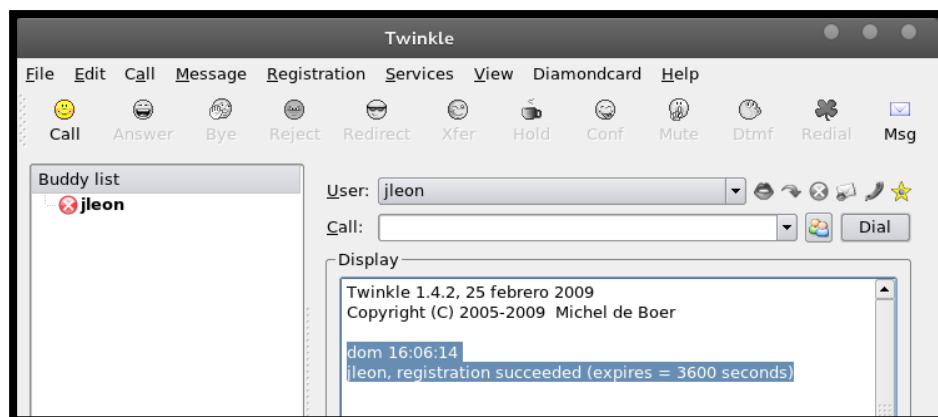 Twinkle
File Edit Call Message Registration Services View Diamondcard Help
Call Answer Bye Reject Redirect Xfer Hold Conf Mute Dtmf Redial Msg
Buddy list
jleon
User: jleon
Call: Dial
Display
Twinkle 1.4.2, 25 febrero 2009
Copyright (C) 2005-2009 Michel de Boer
dom 16:06:14
jleon, registration succeeded (expires = 3600 seconds)